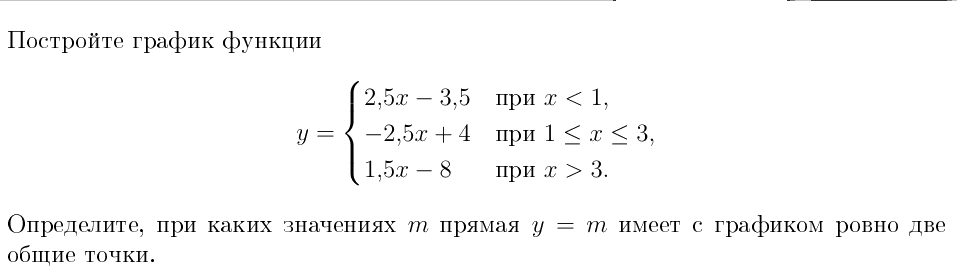 Постройте график функции
y = { 2,5x − 3,5 при x < 1,
−2,5x + 4 при 1 ≤ x ≤ 3,
1,5x − 8 при x > 3.
Определите, при каких значениях m прямая y = m имеет с графиком ровно две
общие точки.